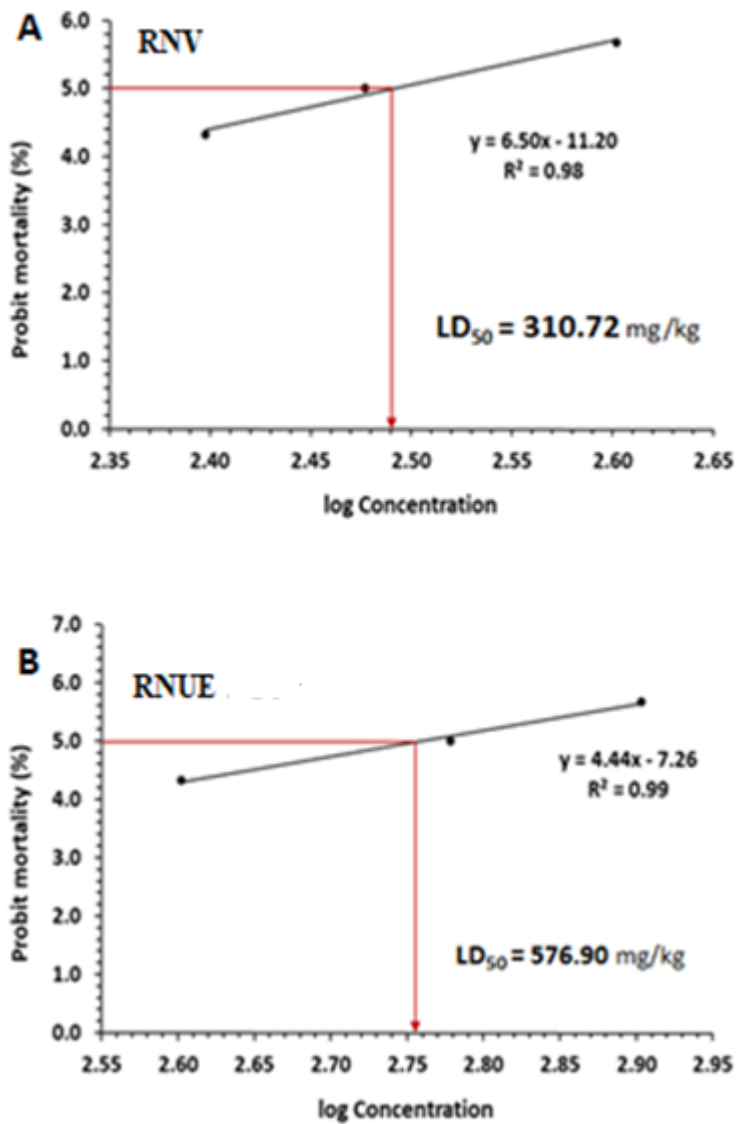 A
RNV
6.0
5.0
4.0
3.0
2.0
1.0
0.0
Probit mortality (%)
y = 6.50x - 11.20
R² = 0.98
LD₅₀ = 310.72 mg/kg
2.35 2.40 2.45 2.50 2.55 2.60 2.65
log Concentration
B
RNUE
7.0
6.0
5.0
4.0
3.0
2.0
1.0
0.0
Probit mortality (%)
y = 4.44x - 7.26
R² = 0.99
LD₅₀ = 576.90 mg/kg
2.55 2.60 2.65 2.70 2.75 2.80 2.85 2.90 2.95
log Concentration